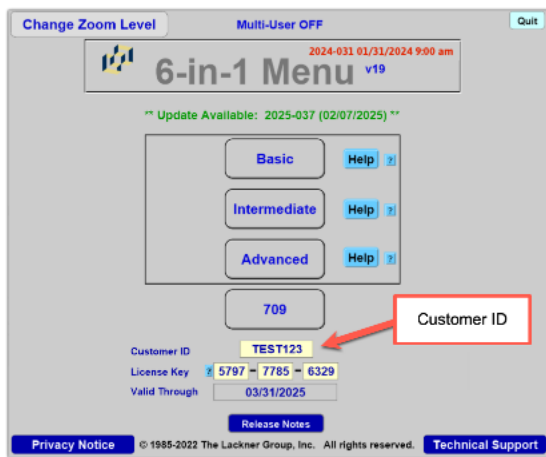 Change Zoom Level Multi-User OFF Quit
2024-031 01/31/2024 9:00 am
6-in-1 Menu v19
** Update Available: 2025-037 (02/07/2025) **
Basic Help ?
Intermediate Help ?
Advanced Help ?
709
Customer ID
Customer ID TEST123
License Key ? 5797 - 7785 - 6329
Valid Through 03/31/2025
Release Notes
Privacy Notice © 1985-2022 The Lackner Group, Inc. All rights reserved. Technical Support